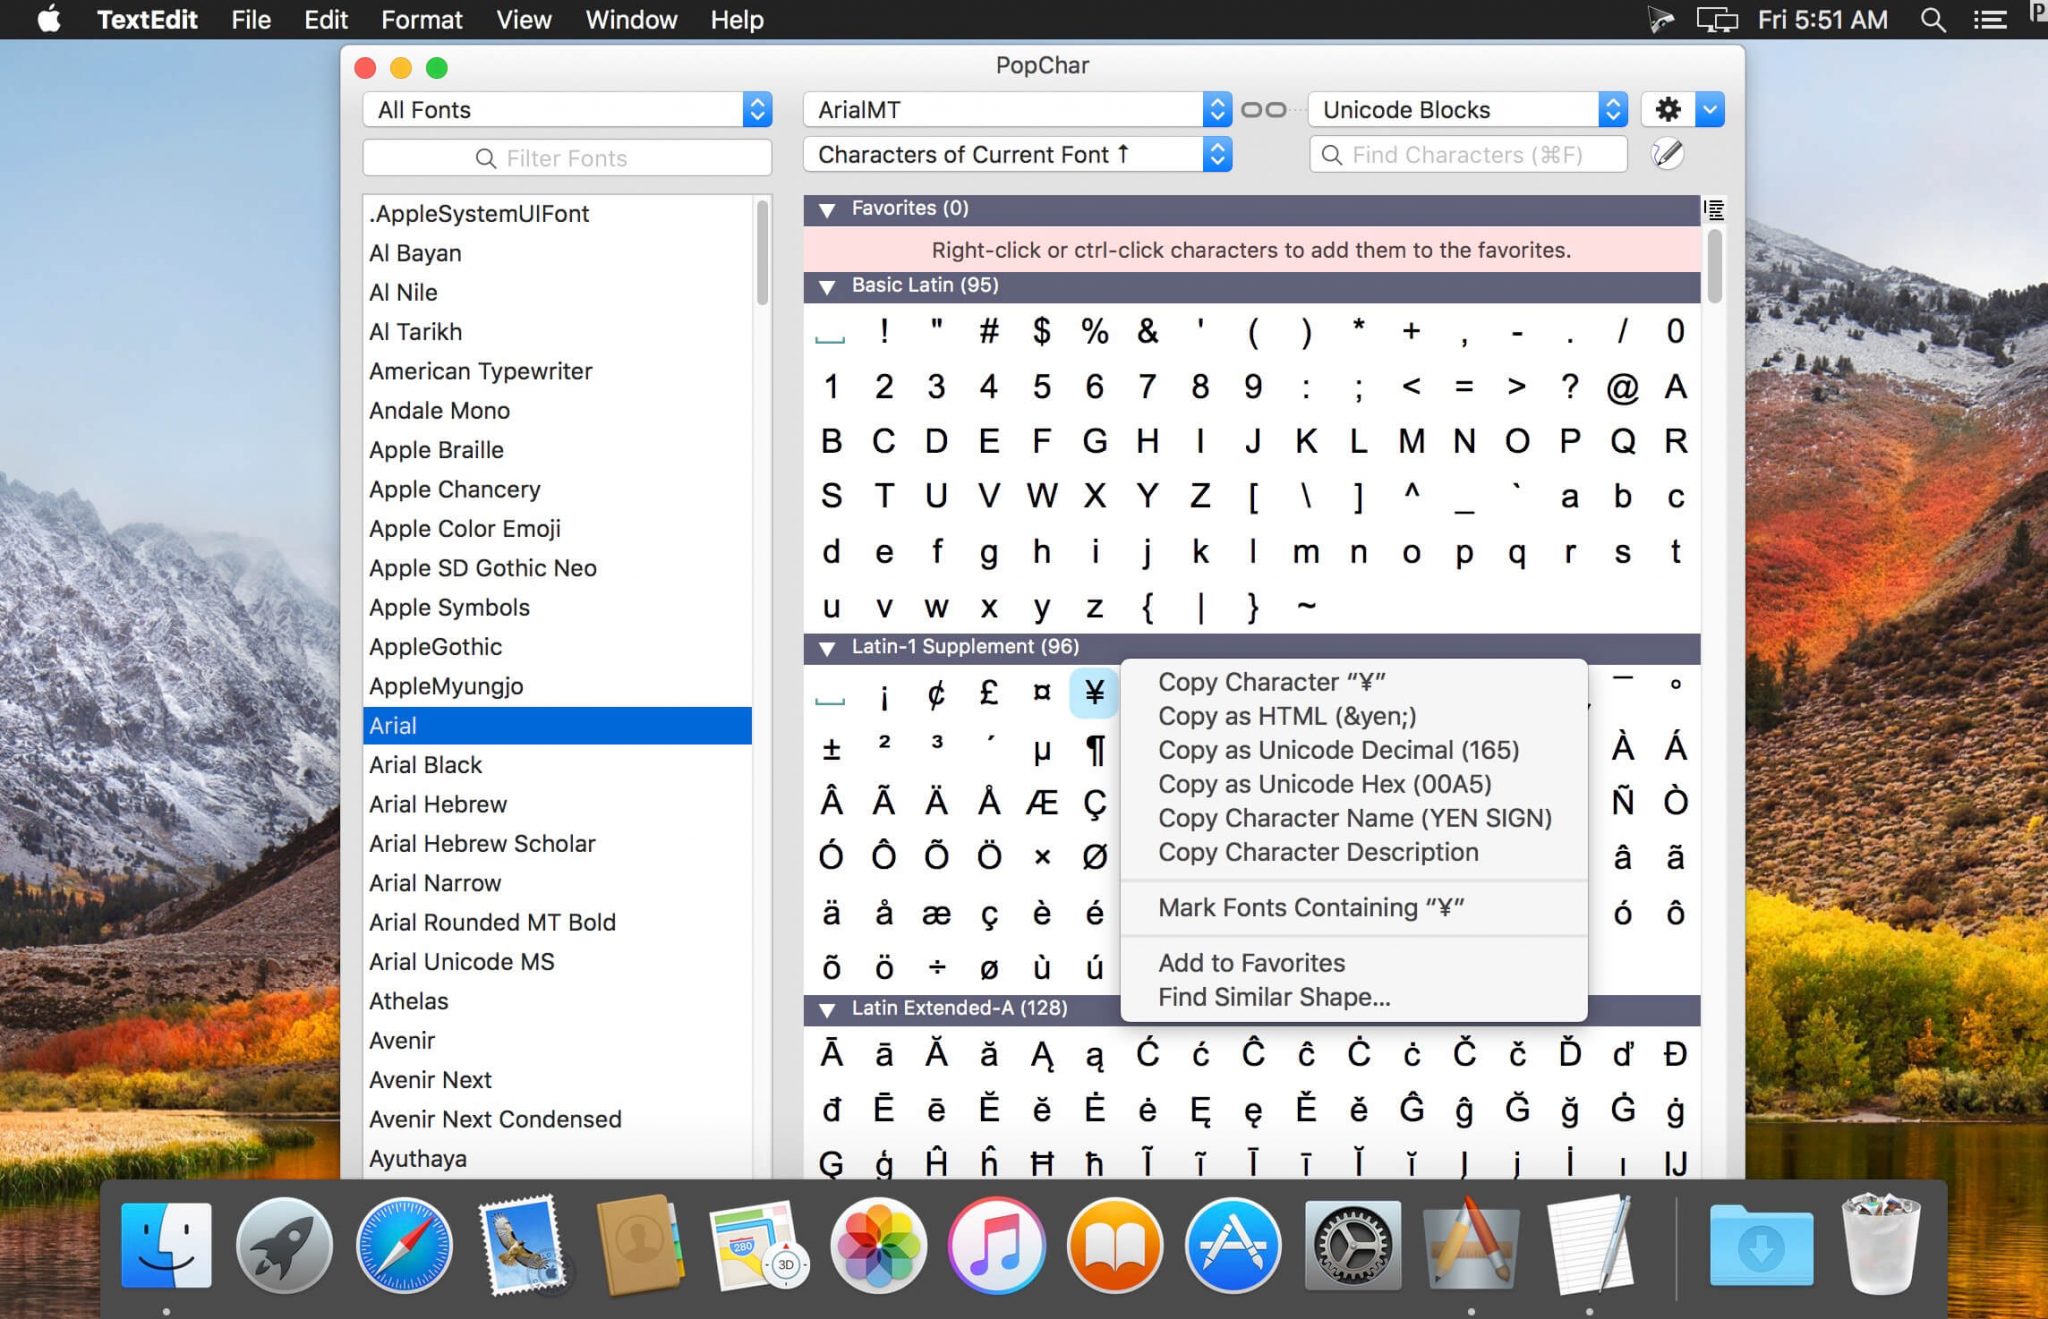 TextEdit File Edit Format View Window Help Fri 5:51 AM
PopChar
All Fonts ArialMT Unicode Blocks
Filter Fonts Characters of Current Font ↑ Find Characters (⌘F)
.AppleSystemUIFont
Al Bayan
Al Nile
Al Tarikh
American Typewriter
Andale Mono
Apple Braille
Apple Chancery
Apple Color Emoji
Apple SD Gothic Neo
Apple Symbols
AppleGothic
AppleMyungjo
Arial
Arial Black
Arial Hebrew
Arial Hebrew Scholar
Arial Narrow
Arial Rounded MT Bold
Arial Unicode MS
Athelas
Avenir
Avenir Next
Avenir Next Condensed
Ayuthaya
Favorites (0)
Right-click or ctrl-click characters to add them to the favorites.
Basic Latin (95)
! " # $ % & ' ( ) * + , - . / 0
1 2 3 4 5 6 7 8 9 : ; < = > ? @ A
B C D E F G H I J K L M N O P Q R
S T U V W X Y Z [ \ ] ^ _ ` a b c
d e f g h i j k l m n o p q r s t
u v w x y z { | } ~
Latin-1 Supplement (96)
¡ ¢ £ ¤ ¥ ¯ °
± ² ³ ´ µ ¶ À Á
Â Ã Ä Å Æ Ç Ñ Ò
Ó Ô Õ Ö × Ø â ã
ä å æ ç è é ó ô
õ ö ÷ ø ù ú
Copy Character “¥”
Copy as HTML (&yen;)
Copy as Unicode Decimal (165)
Copy as Unicode Hex (00A5)
Copy Character Name (YEN SIGN)
Copy Character Description
Mark Fonts Containing “¥”
Add to Favorites
Find Similar Shape...
Latin Extended-A (128)
Ā ā Ă ă Ą ą Ć ć Ĉ ĉ Ċ ċ Č č Ď ď Đ
đ Ē ē Ĕ ĕ Ė ė Ę ę Ě ě Ĝ ĝ Ğ ğ Ġ ġ
Ģ ģ Ĥ ĥ Ħ ħ Ĩ ĩ Ī ī Ĭ ĭ Į į İ ı Ĳ
280
3D